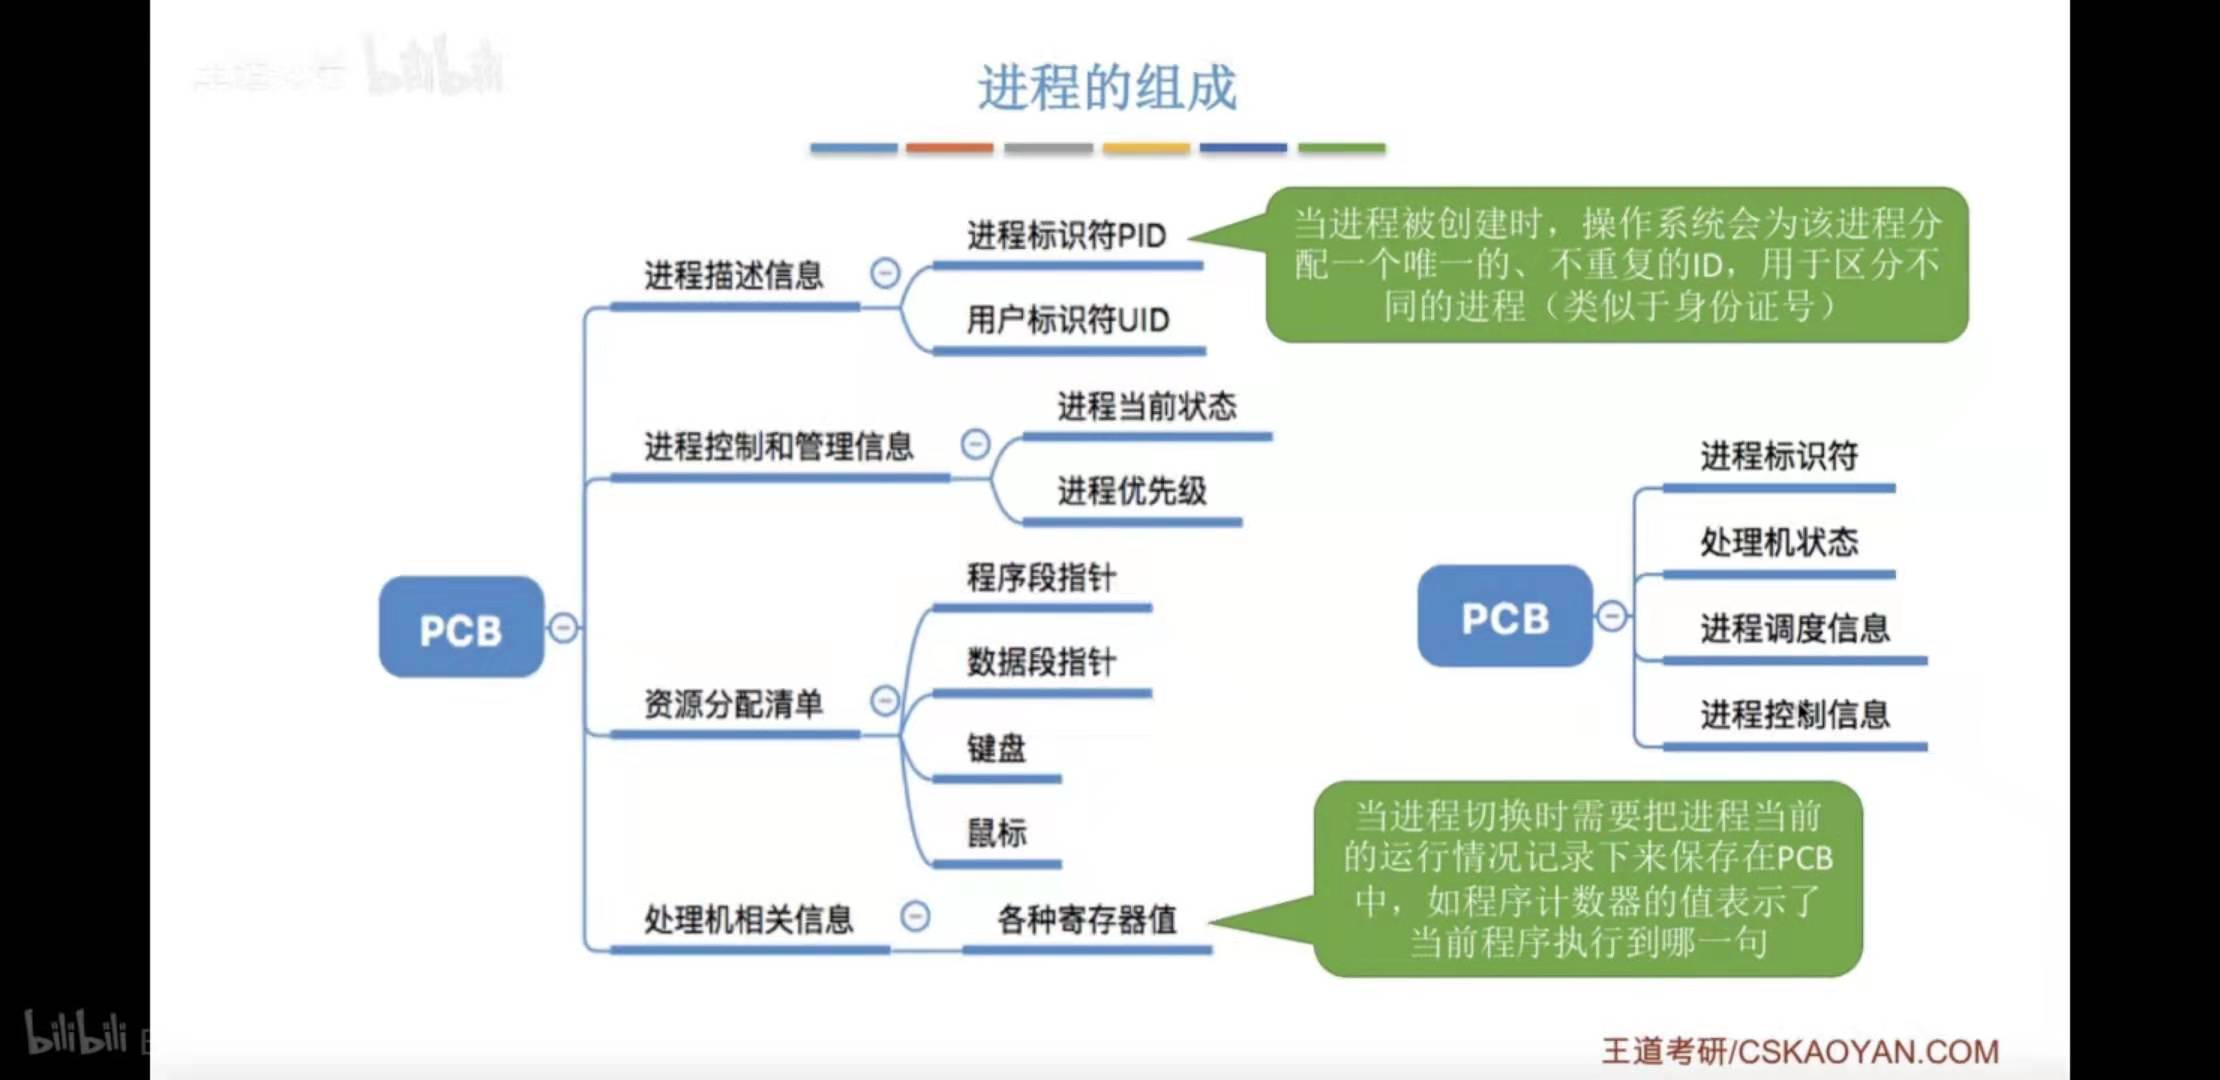 bilibili
进程的组成
进程描述信息
进程标识符PID
用户标识符UID
当进程被创建时，操作系统会为该进程分
配一个唯一的、不重复的ID，用于区分不
同的进程（类似于身份证号）
进程控制和管理信息
进程当前状态
进程优先级
PCB
资源分配清单
程序段指针
数据段指针
键盘
鼠标
处理机相关信息
各种寄存器值
PCB
进程标识符
处理机状态
进程调度信息
进程控制信息
当进程切换时需要把进程当前
的运行情况记录下来保存在PCB
中，如程序计数器的值表示了
当前程序执行到哪一句
bilibili
王道考研/CSKAOYAN.COM